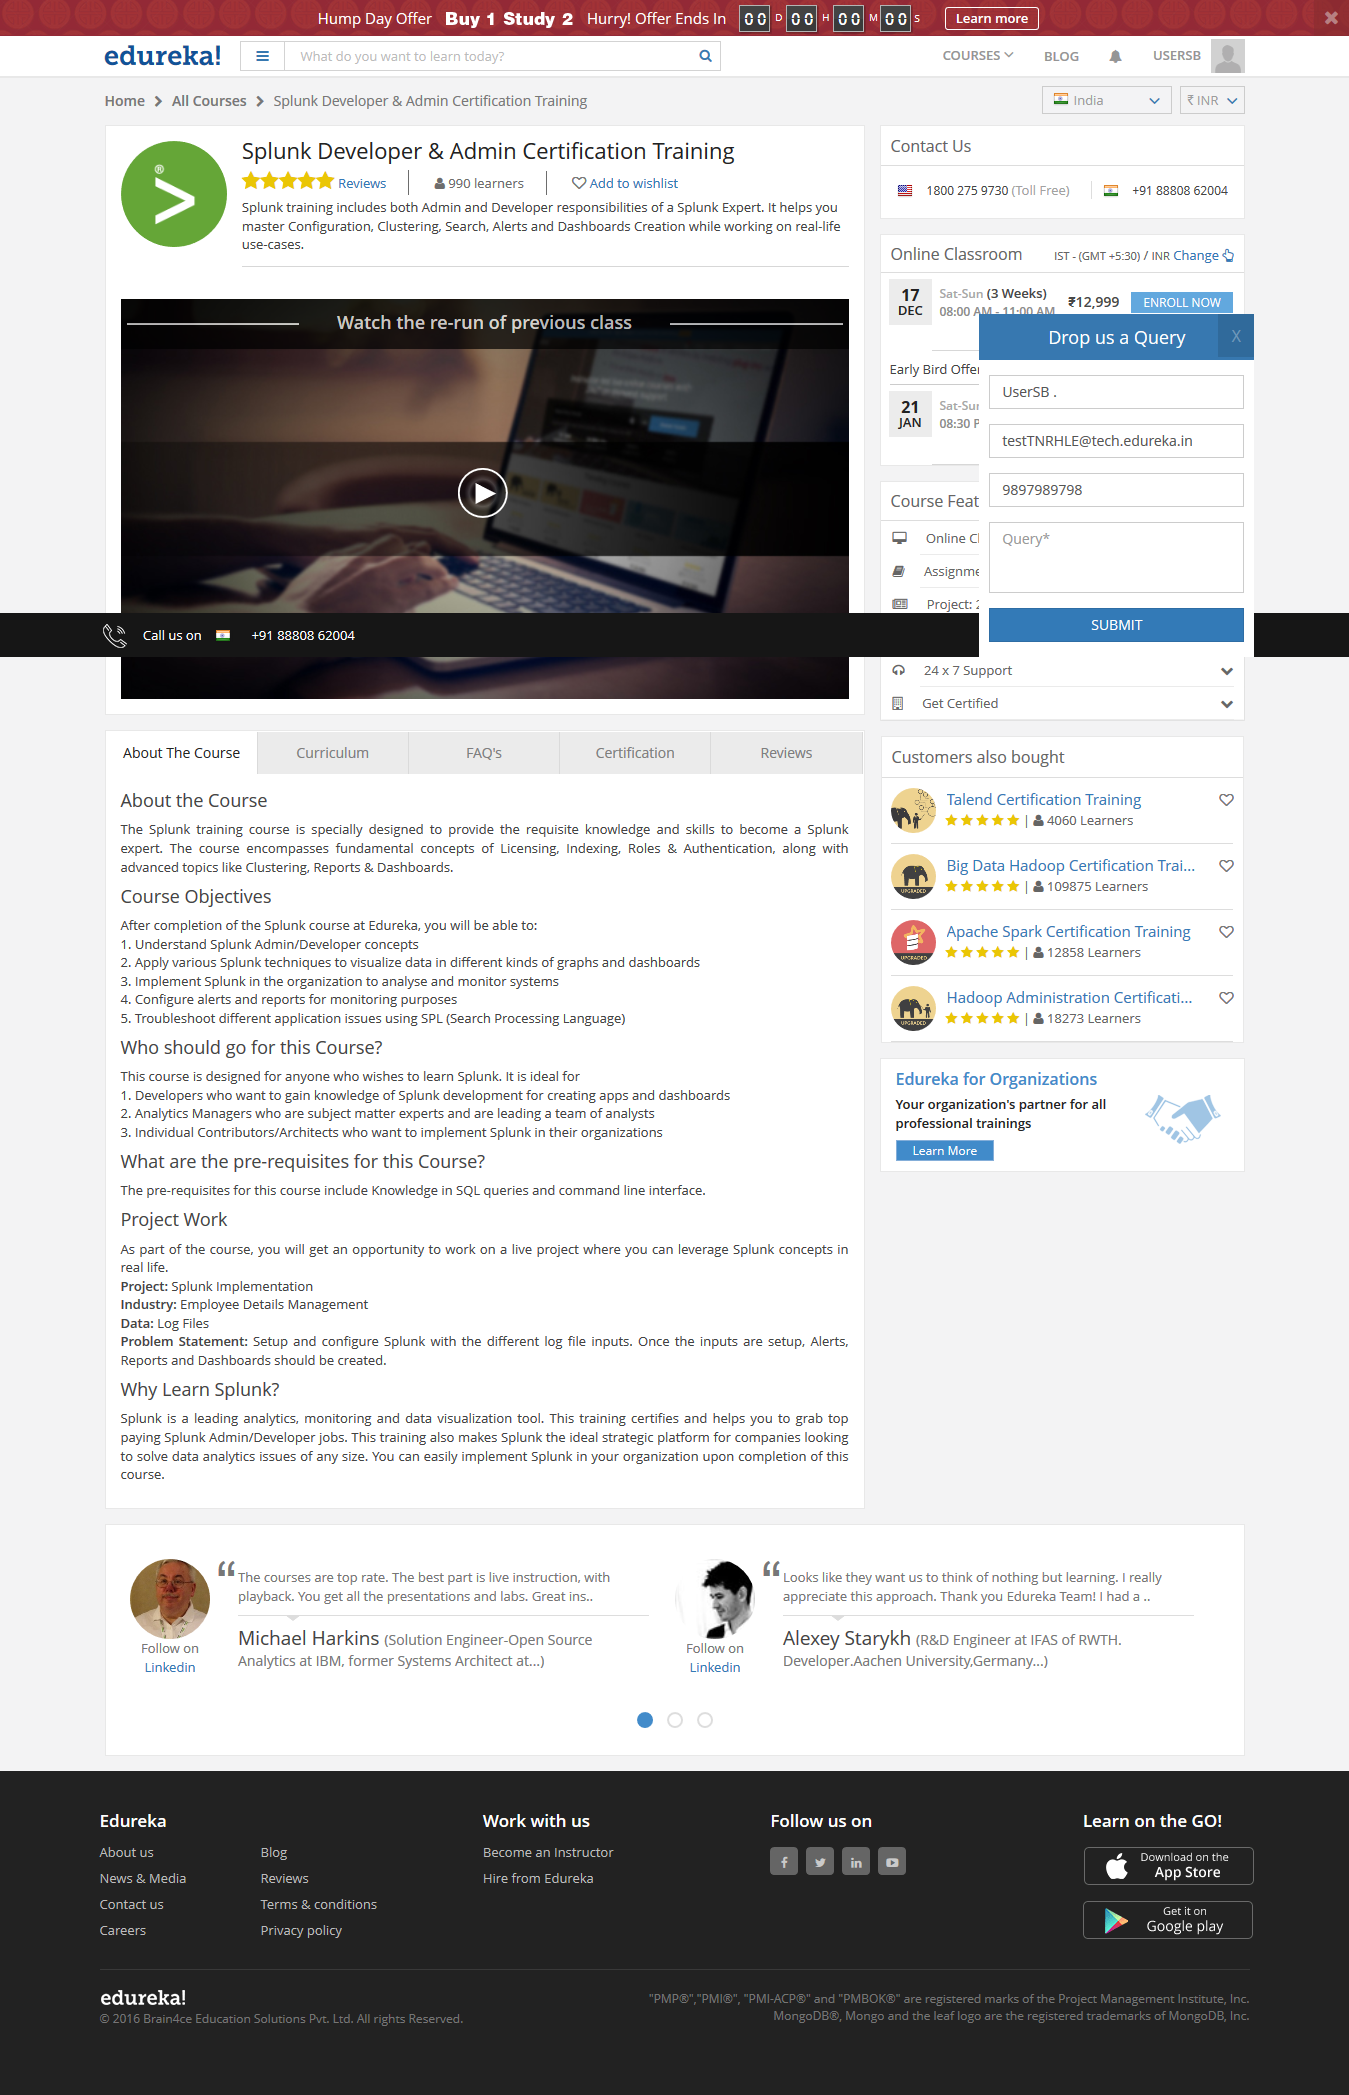 Hump Day Offer Buy 1 Study 2 Hurry! Offer Ends In 00 D 00 H 00 M 00 S Learn more
edureka!
What do you want to learn today?
COURSES BLOG USERSB
Home > All Courses > Splunk Developer & Admin Certification Training
India ₹ INR
Splunk Developer & Admin Certification Training
Reviews 990 learners Add to wishlist
Splunk training includes both Admin and Developer responsibilities of a Splunk Expert. It helps you
master Configuration, Clustering, Search, Alerts and Dashboards Creation while working on real-life
use-cases.
Watch the re-run of previous class
Call us on +91 88808 62004
Contact Us
1800 275 9730 (Toll Free) +91 88808 62004
Online Classroom IST - (GMT +5:30) / INR Change
17 DEC
Sat-Sun (3 Weeks)
08:00 AM - 11:00 AM
₹12,999 ENROLL NOW
Early Bird Offe
21 JAN
Sat-Sun
08:30 P
Course Feat
Online Cl
Assignme
Project: 2
24 x 7 Support
Get Certified
Drop us a Query X
UserSB .
testTNRHLE@tech.edureka.in
9897989798
Query*
SUBMIT
About The Course Curriculum FAQ's Certification Reviews
About the Course
The Splunk training course is specially designed to provide the requisite knowledge and skills to become a Splunk
expert. The course encompasses fundamental concepts of Licensing, Indexing, Roles & Authentication, along with
advanced topics like Clustering, Reports & Dashboards.
Course Objectives
After completion of the Splunk course at Edureka, you will be able to:
1. Understand Splunk Admin/Developer concepts
2. Apply various Splunk techniques to visualize data in different kinds of graphs and dashboards
3. Implement Splunk in the organization to analyse and monitor systems
4. Configure alerts and reports for monitoring purposes
5. Troubleshoot different application issues using SPL (Search Processing Language)
Who should go for this Course?
This course is designed for anyone who wishes to learn Splunk. It is ideal for
1. Developers who want to gain knowledge of Splunk development for creating apps and dashboards
2. Analytics Managers who are subject matter experts and are leading a team of analysts
3. Individual Contributors/Architects who want to implement Splunk in their organizations
What are the pre-requisites for this Course?
The pre-requisites for this course include Knowledge in SQL queries and command line interface.
Project Work
As part of the course, you will get an opportunity to work on a live project where you can leverage Splunk concepts in
real life.
Project: Splunk Implementation
Industry: Employee Details Management
Data: Log Files
Problem Statement: Setup and configure Splunk with the different log file inputs. Once the inputs are setup, Alerts,
Reports and Dashboards should be created.
Why Learn Splunk?
Splunk is a leading analytics, monitoring and data visualization tool. This training certifies and helps you to grab top
paying Splunk Admin/Developer jobs. This training also makes Splunk the ideal strategic platform for companies looking
to solve data analytics issues of any size. You can easily implement Splunk in your organization upon completion of this
course.
Customers also bought
Talend Certification Training
| 4060 Learners
Big Data Hadoop Certification Trai...
| 109875 Learners
UPGRADED
Apache Spark Certification Training
| 12858 Learners
UPGRADED
Hadoop Administration Certificati...
| 18273 Learners
UPGRADED
Edureka for Organizations
Your organization's partner for all
professional trainings
Learn More
“ The courses are top rate. The best part is live instruction, with
playback. You get all the presentations and labs. Great ins..
Michael Harkins (Solution Engineer-Open Source
Analytics at IBM, former Systems Architect at...)
Follow on
Linkedin
“ Looks like they want us to think of nothing but learning. I really
appreciate this approach. Thank you Edureka Team! I had a ..
Alexey Starykh (R&D Engineer at IFAS of RWTH.
Developer.Aachen University,Germany...)
Follow on
Linkedin
Edureka
About us
News & Media
Contact us
Careers
Blog
Reviews
Terms & conditions
Privacy policy
Work with us
Become an Instructor
Hire from Edureka
Follow us on
Learn on the GO!
Download on the
App Store
Get it on
Google play
edureka!
© 2016 Brain4ce Education Solutions Pvt. Ltd. All rights Reserved.
"PMP®","PMI®", "PMI-ACP®" and "PMBOK®" are registered marks of the Project Management Institute, Inc.
MongoDB®, Mongo and the leaf logo are the registered trademarks of MongoDB, Inc.